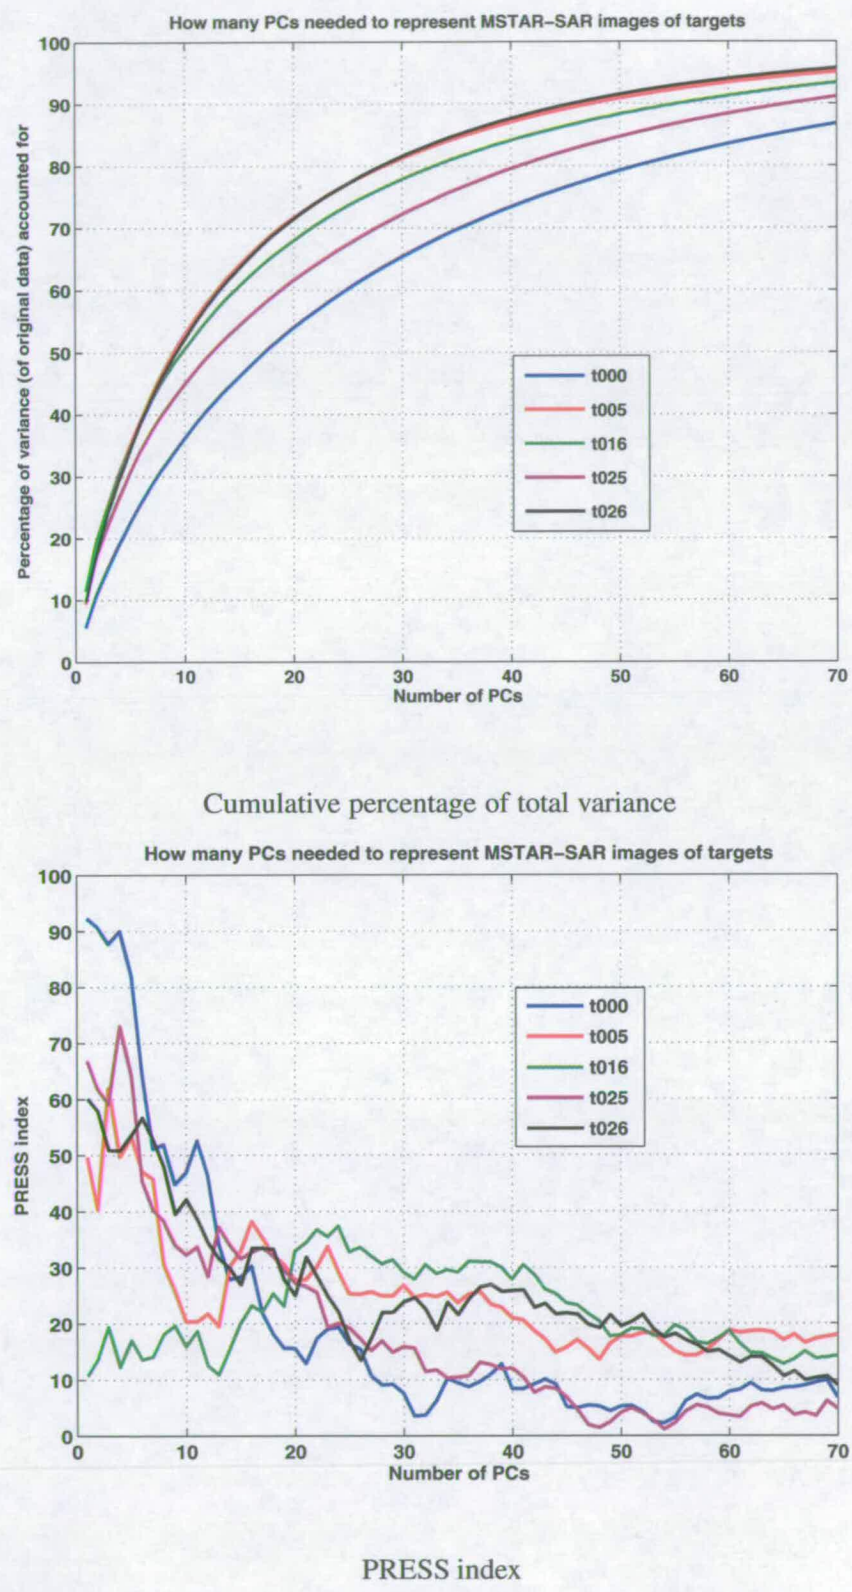 How many PCs needed to represent MSTAR–SAR images of targets
100
90
80
70
60
50
40
30
20
10
0
Percentage of variance (of original data) accounted for
t000
t005
t016
t025
t026
0 10 20 30 40 50 60 70
Number of PCs
Cumulative percentage of total variance
How many PCs needed to represent MSTAR–SAR images of targets
100
90
80
70
60
50
40
30
20
10
0
PRESS index
t000
t005
t016
t025
t026
0 10 20 30 40 50 60 70
Number of PCs
PRESS index